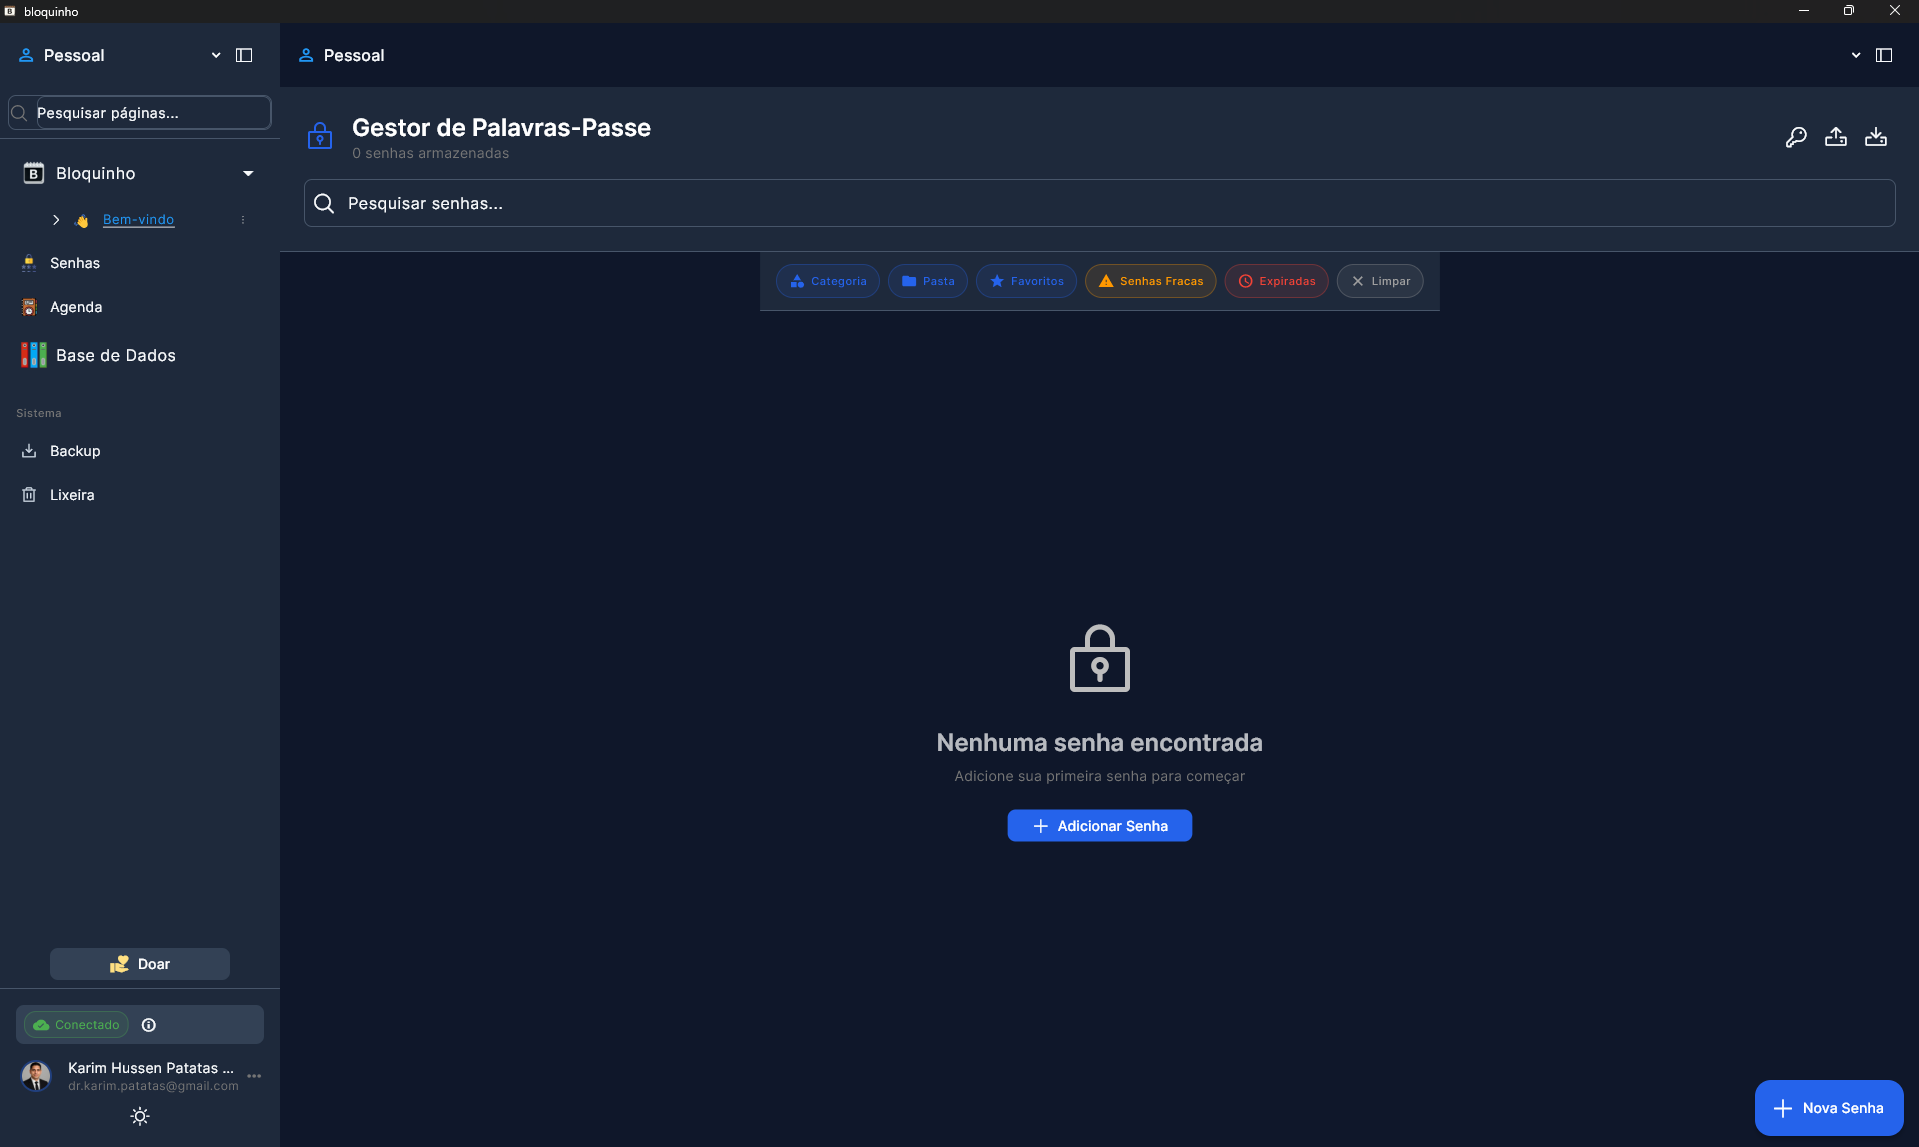 bloquinho
Pessoal
Pesquisar páginas...
B Bloquinho
Bem-vindo
Senhas
Agenda
Base de Dados
Sistema
Backup
Lixeira
Doar
Conectado
Karim Hussen Patatas ...
dr.karim.patatas@gmail.com
Pessoal
Gestor de Palavras-Passe
0 senhas armazenadas
Pesquisar senhas...
Categoria Pasta Favoritos Senhas Fracas Expiradas Limpar
Nenhuma senha encontrada
Adicione sua primeira senha para começar
Adicionar Senha
Nova Senha